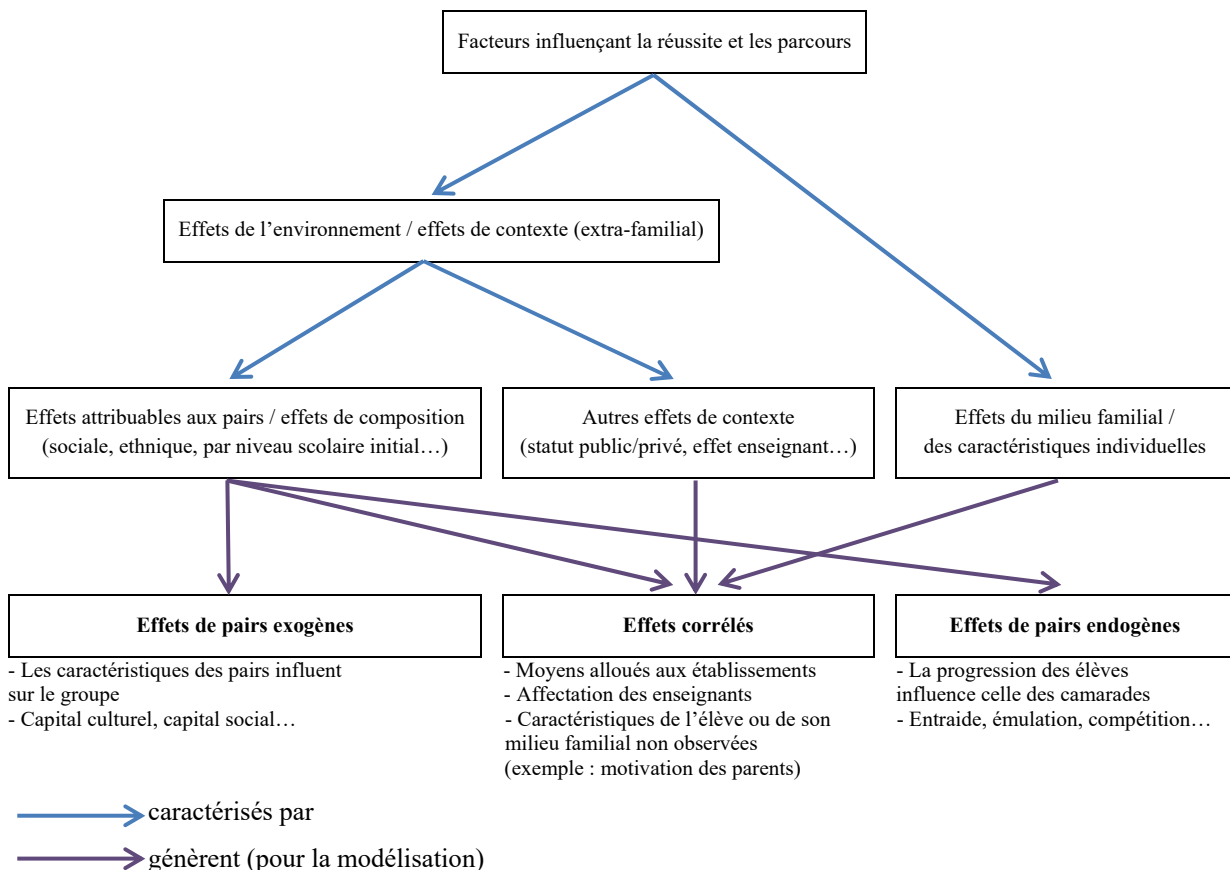 Facteurs influençant la réussite et les parcours
Effets de l’environnement / effets de contexte (extra-familial)
Effets attribuables aux pairs / effets de composition
(sociale, ethnique, par niveau scolaire initial…)
Autres effets de contexte
(statut public/privé, effet enseignant…)
Effets du milieu familial /
des caractéristiques individuelles
Effets de pairs exogènes
- Les caractéristiques des pairs influent
sur le groupe
- Capital culturel, capital social…
Effets corrélés
- Moyens alloués aux établissements
- Affectation des enseignants
- Caractéristiques de l’élève ou de son
milieu familial non observées
(exemple : motivation des parents)
Effets de pairs endogènes
- La progression des élèves
influence celle des camarades
- Entraide, émulation, compétition…
caractérisés par
génèrent (pour la modélisation)